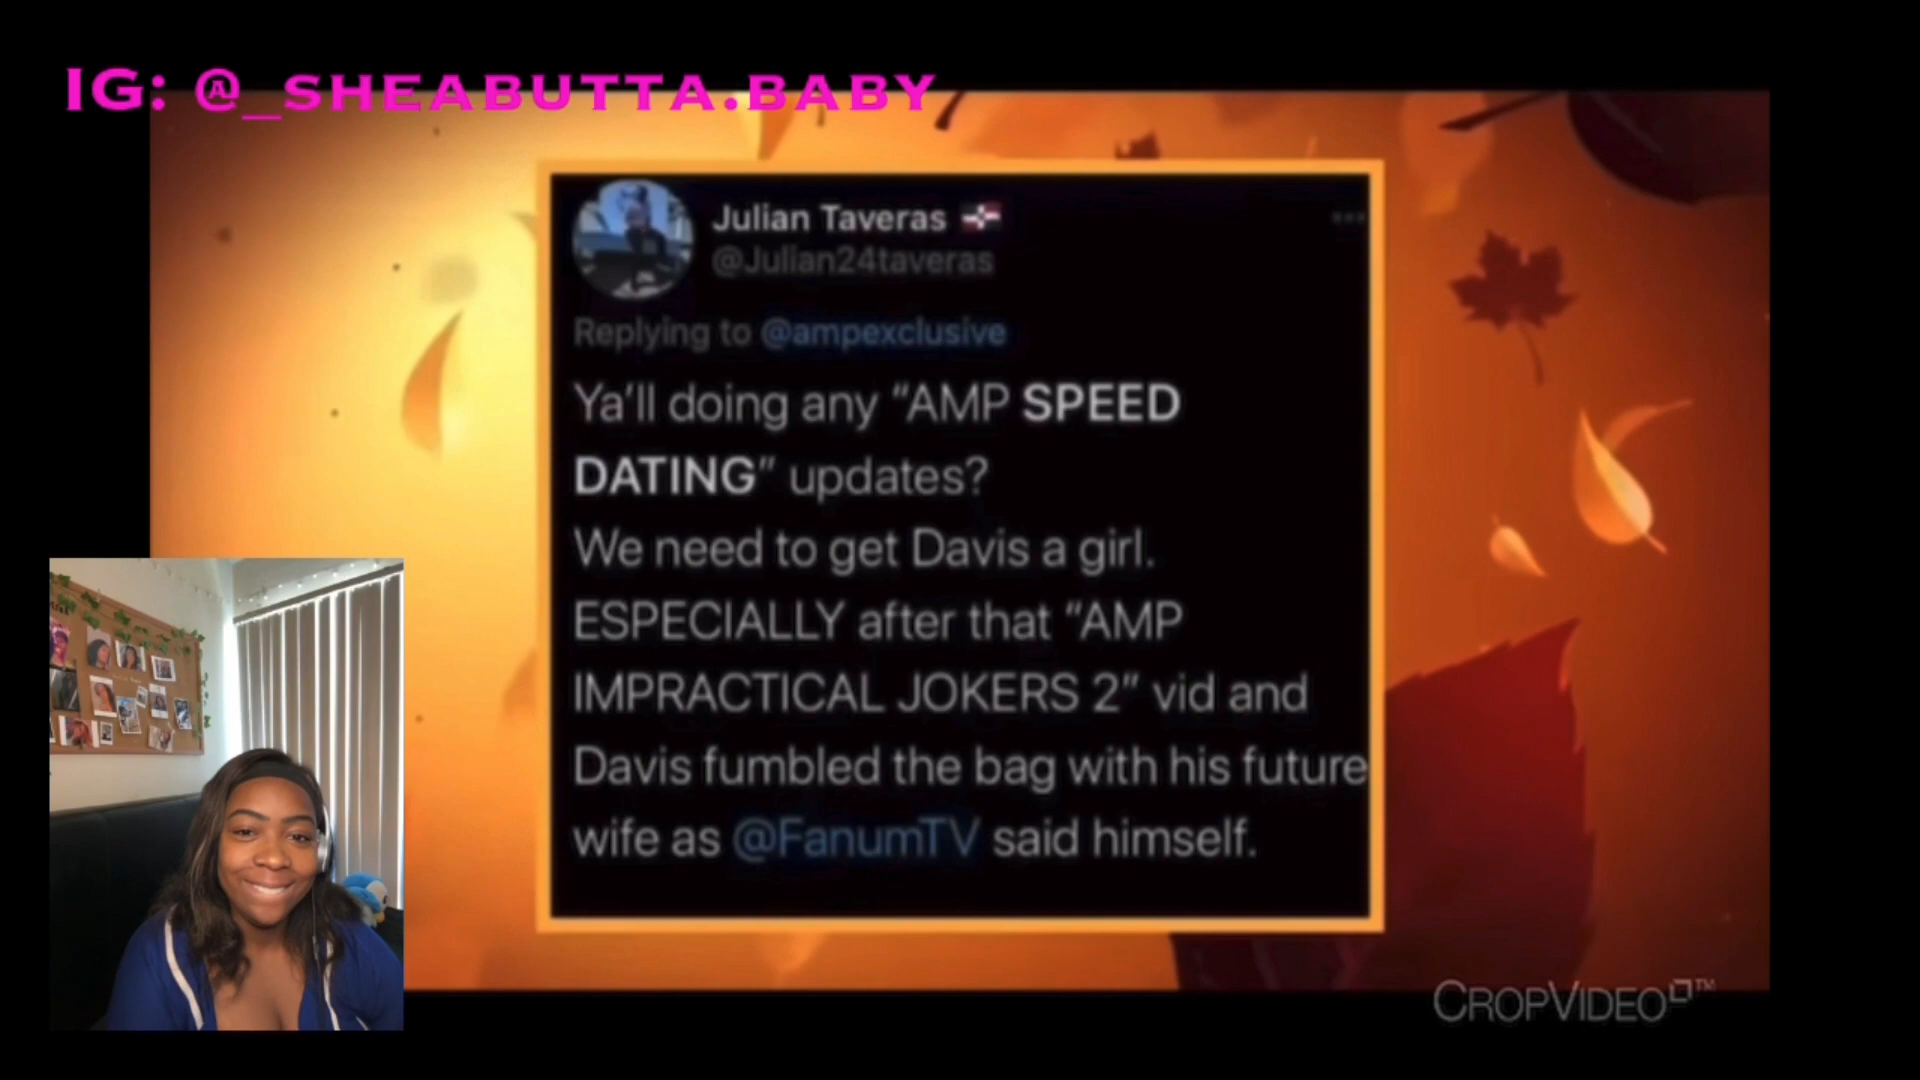 IG: @_SHEABUTTA.BABY
Julian Taveras
@Julian24taveras
Replying to @ampexclusive
Ya'll doing any "AMP SPEED
DATING" updates?
We need to get Davis a girl.
ESPECIALLY after that "AMP
IMPRACTICAL JOKERS 2" vid and
Davis fumbled the bag with his future
wife as @FanumTV said himself.
CROPVIDEO™